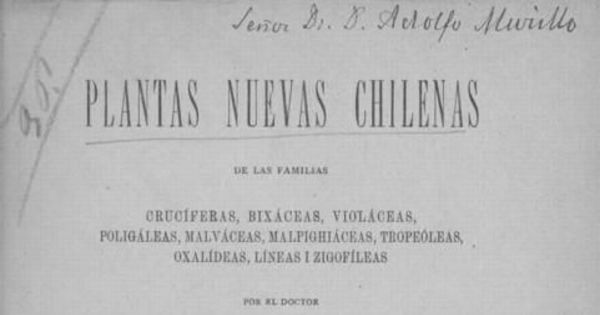 Señor Dr. D. Adolfo Murillo
PLANTAS NUEVAS CHILENAS
DE LAS FAMILIAS
CRUCÍFERAS, BIXÁCEAS, VIOLÁCEAS,
POLIGÁLEAS, MALVÁCEAS, MALPIGHIÁCEAS, TROPEÓLEAS,
OXALÍDEAS, LÍNEAS I ZIGOFÍLEAS
POR EL DOCTOR